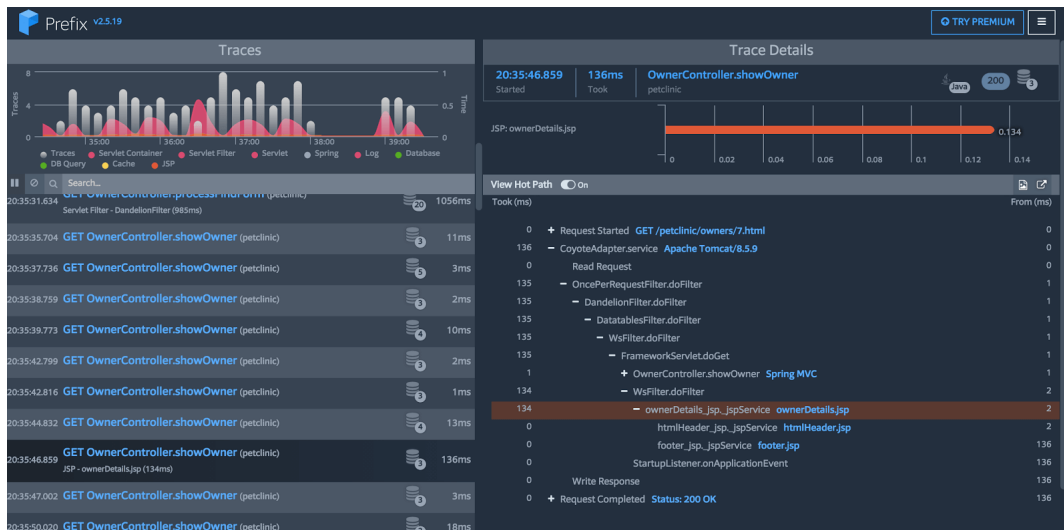 Prefix v2.5.19
TRY PREMIUM
Traces
8
4
0
Traces
1
0.5
0
Time
35:00 36:00 37:00 38:00 39:00
Traces Servlet Container Servlet Filter Servlet Spring Log Database
DB Query Cache JSP
Search...
20:35:31.634 GET OwnerController.processFindForm (petclinic) 20 1056ms
Servlet Filter - DandelionFilter (985ms)
20:35:35.704 GET OwnerController.showOwner (petclinic) 3 11ms
20:35:37.736 GET OwnerController.showOwner (petclinic) 5 3ms
20:35:38.759 GET OwnerController.showOwner (petclinic) 3 2ms
20:35:39.773 GET OwnerController.showOwner (petclinic) 4 10ms
20:35:42.799 GET OwnerController.showOwner (petclinic) 3 2ms
20:35:42.816 GET OwnerController.showOwner (petclinic) 3 1ms
20:35:44.832 GET OwnerController.showOwner (petclinic) 4 13ms
20:35:46.859 GET OwnerController.showOwner (petclinic) 3 136ms
JSP - ownerDetails.jsp (134ms)
20:35:47.002 GET OwnerController.showOwner (petclinic) 3 3ms
20:35:50.020 GET OwnerController.showOwner (petclinic) 18ms
Trace Details
20:35:46.859 136ms OwnerController.showOwner
Started Took petclinic
Java 200 3
JSP: ownerDetails.jsp
0.134
0 0.02 0.04 0.06 0.08 0.1 0.12 0.14
View Hot Path On
Took (ms) From (ms)
0 + Request Started GET /petclinic/owners/7.html 0
136 − CoyoteAdapter.service Apache Tomcat/8.5.9 0
0 Read Request 0
135 − OncePerRequestFilter.doFilter 1
135 − DandelionFilter.doFilter 1
135 − DatatablesFilter.doFilter 1
135 − WsFilter.doFilter 1
135 − FrameworkServlet.doGet 1
1 + OwnerController.showOwner Spring MVC 1
134 − WsFilter.doFilter 2
134 − ownerDetails_jsp._jspService ownerDetails.jsp 2
0 htmlHeader_jsp._jspService htmlHeader.jsp 2
0 footer_jsp._jspService footer.jsp 136
0 StartupListener.onApplicationEvent 136
0 Write Response 136
0 + Request Completed Status: 200 OK 136